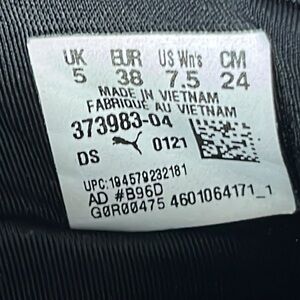 UK EUR US Wn's CM
5 38 7.5 24
MADE IN VIETNAM
FABRIQUÉ AU VIETNAM
373983-04
DS 0121
UPC:194579232181
AD #B96D
G0R00475 4601064171_1